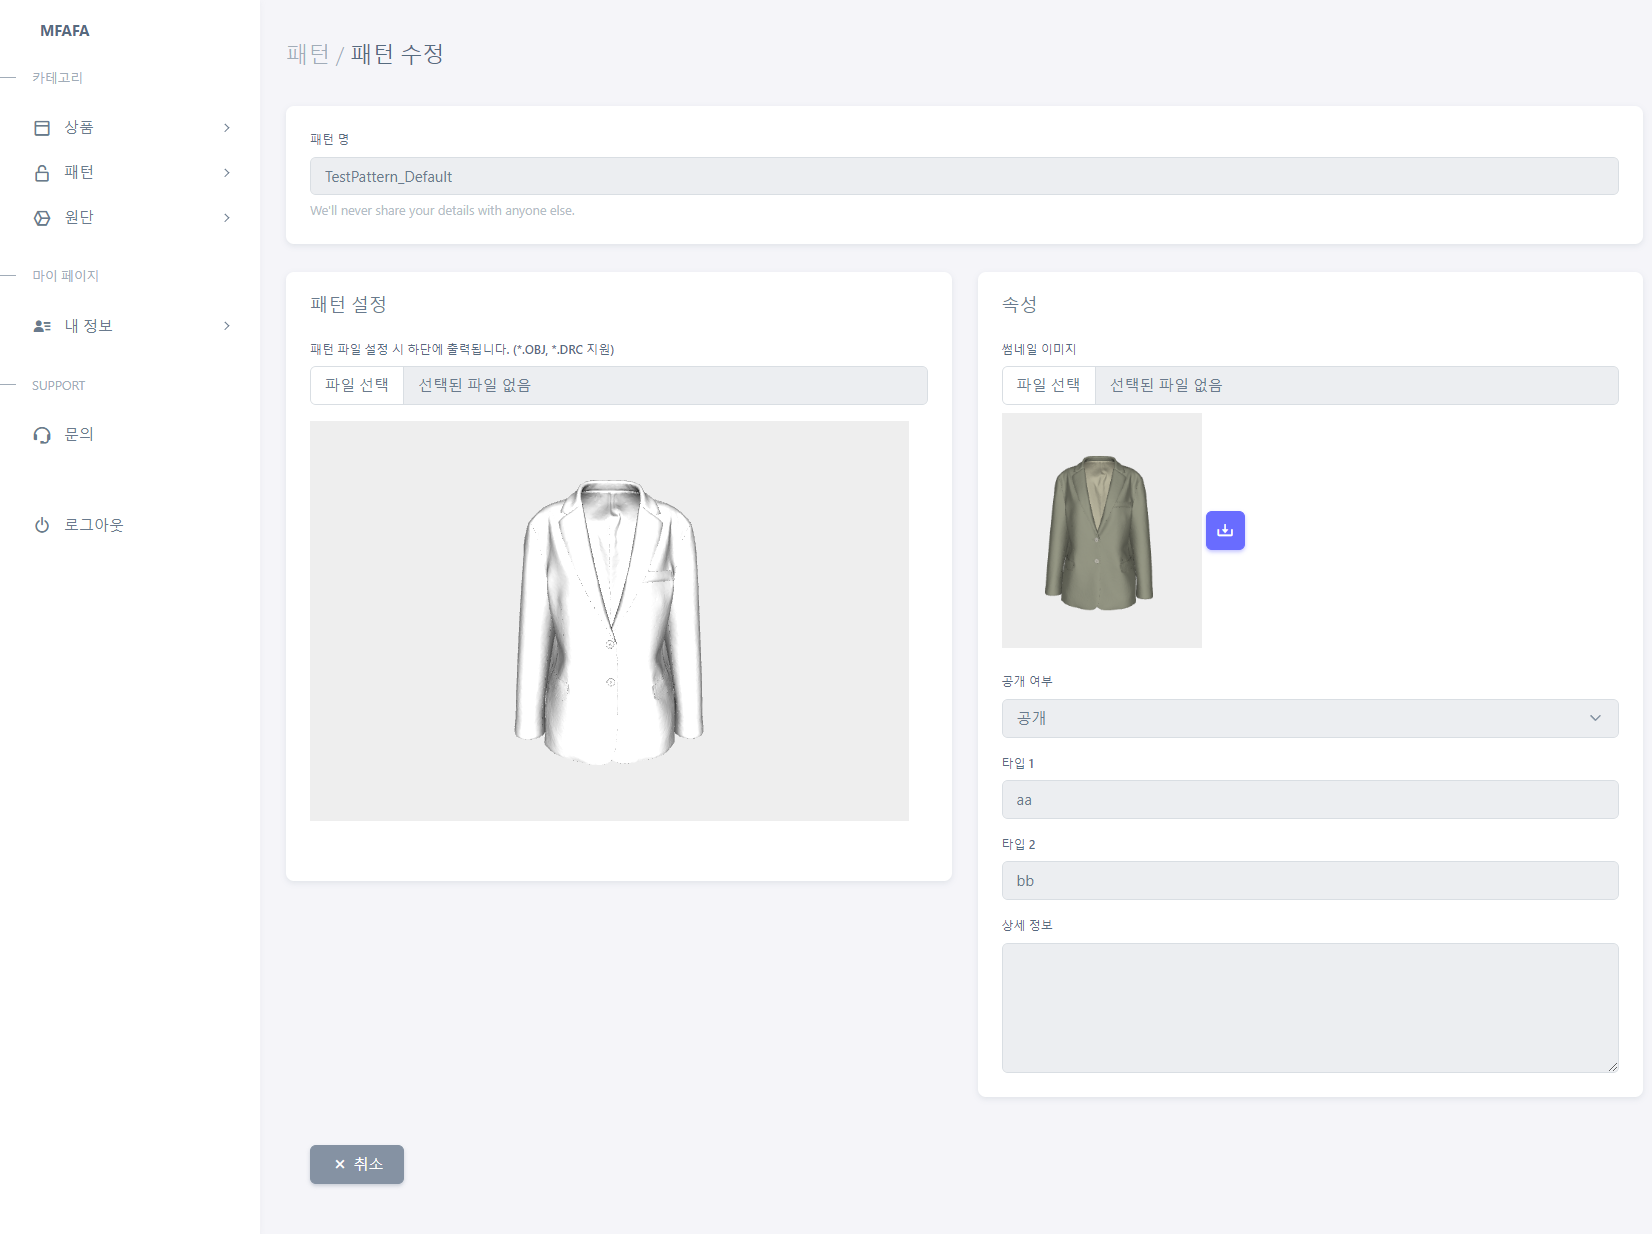 MFAFA
카테고리
상품
패턴
원단
마이 페이지
내 정보
SUPPORT
문의
로그아웃
패턴 / 패턴 수정
패턴 명
TestPattern_Default
We'll never share your details with anyone else.
패턴 설정
패턴 파일 설정 시 하단에 출력됩니다. (*.OBJ, *.DRC 지원)
파일 선택 선택된 파일 없음
속성
썸네일 이미지
파일 선택 선택된 파일 없음
공개 여부
공개
타입 1
aa
타입 2
bb
상세 정보
취소